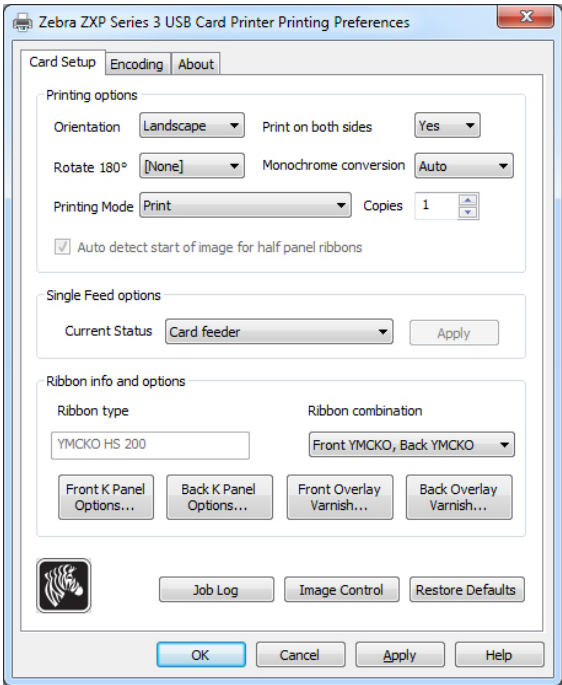 Zebra ZXP Series 3 USB Card Printer Printing Preferences
Card Setup Encoding About
Printing options
Orientation Landscape Print on both sides Yes
Rotate 180° [None] Monochrome conversion Auto
Printing Mode Print Copies 1
Auto detect start of image for half panel ribbons
Single Feed options
Current Status Card feeder Apply
Ribbon info and options
Ribbon type Ribbon combination
YMCKO HS 200 Front YMCKO, Back YMCKO
Front K Panel Back K Panel Front Overlay Back Overlay
Options... Options... Varnish... Varnish...
Job Log Image Control Restore Defaults
OK Cancel Apply Help